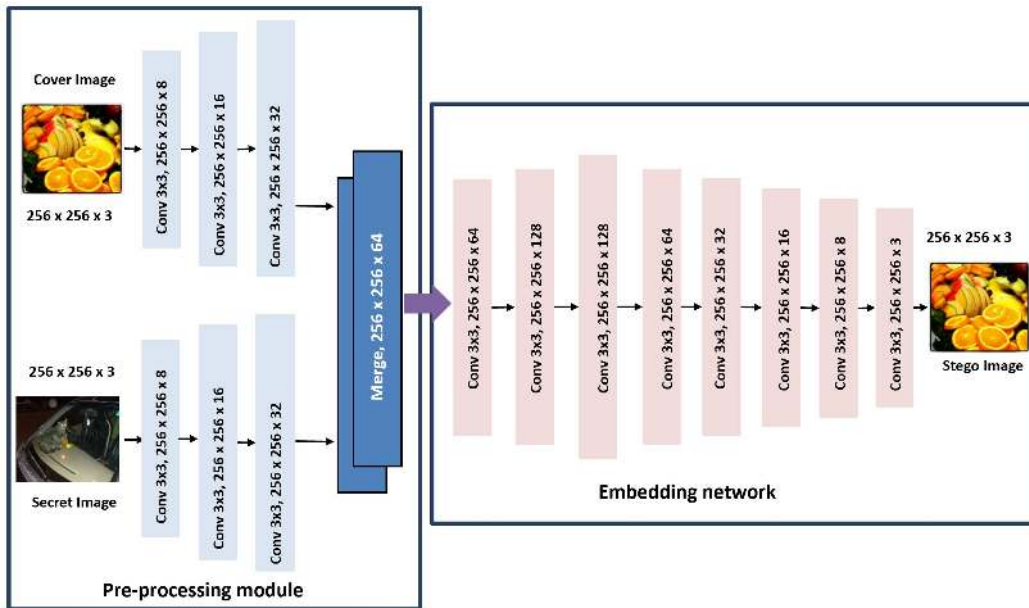 Cover Image
256 x 256 x 3
Conv 3x3, 256 x 256 x 8
Conv 3x3, 256 x 256 x 16
Conv 3x3, 256 x 256 x 32
256 x 256 x 3
Secret Image
Conv 3x3, 256 x 256 x 8
Conv 3x3, 256 x 256 x 16
Conv 3x3, 256 x 256 x 32
Merge, 256 x 256 x 64
Pre-processing module
Conv 3x3, 256 x 256 x 64
Conv 3x3, 256 x 256 x 128
Conv 3x3, 256 x 256 x 128
Conv 3x3, 256 x 256 x 64
Conv 3x3, 256 x 256 x 32
Conv 3x3, 256 x 256 x 16
Conv 3x3, 256 x 256 x 8
Conv 3x3, 256 x 256 x 3
256 x 256 x 3
Stego Image
Embedding network